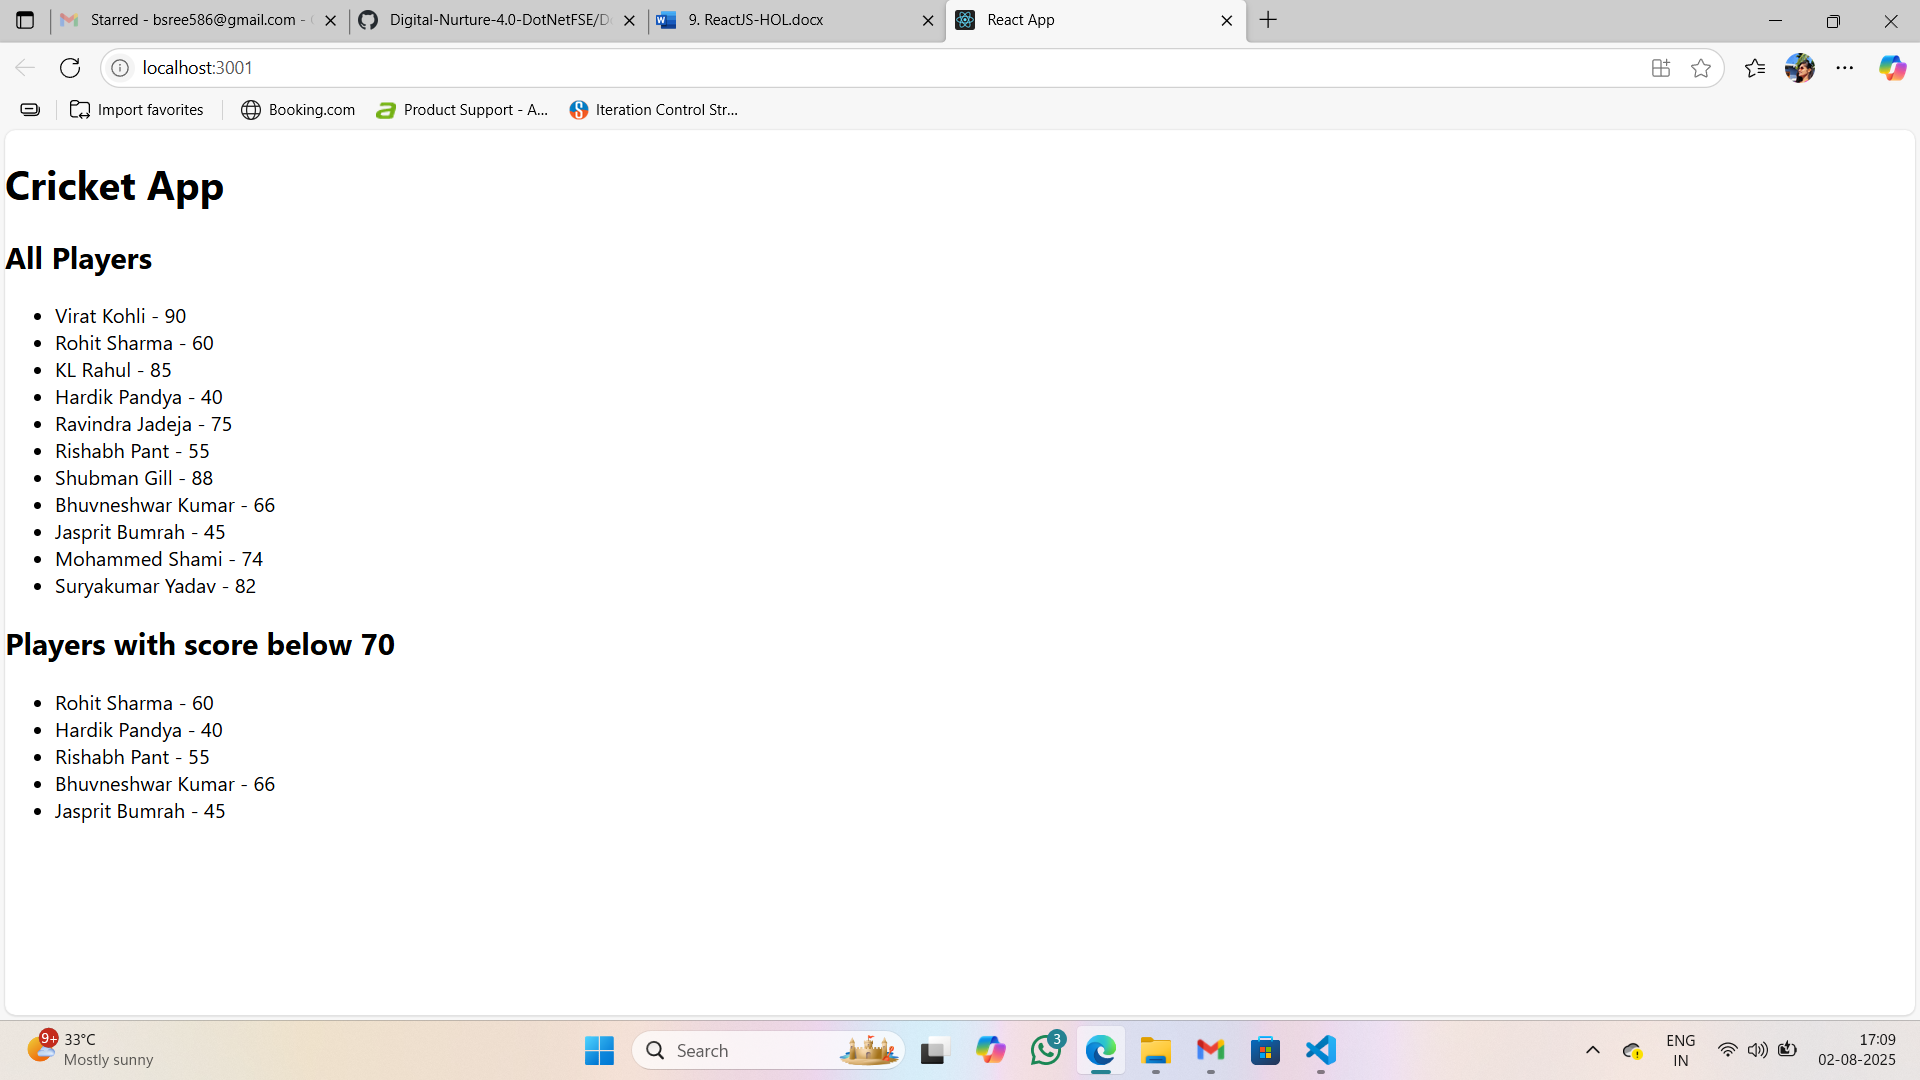 Starred - bsree586@gmail.com -
Digital-Nurture-4.0-DotNetFSE/D
9. ReactJS-HOL.docx
React App
localhost:3001
Import favorites
Booking.com
Product Support - A...
Iteration Control Str...
Cricket App
All Players
Virat Kohli - 90
Rohit Sharma - 60
KL Rahul - 85
Hardik Pandya - 40
Ravindra Jadeja - 75
Rishabh Pant - 55
Shubman Gill - 88
Bhuvneshwar Kumar - 66
Jasprit Bumrah - 45
Mohammed Shami - 74
Suryakumar Yadav - 82
Players with score below 70
Rohit Sharma - 60
Hardik Pandya - 40
Rishabh Pant - 55
Bhuvneshwar Kumar - 66
Jasprit Bumrah - 45
9+
33°C
Mostly sunny
Search
3
ENG
IN
17:09
02-08-2025